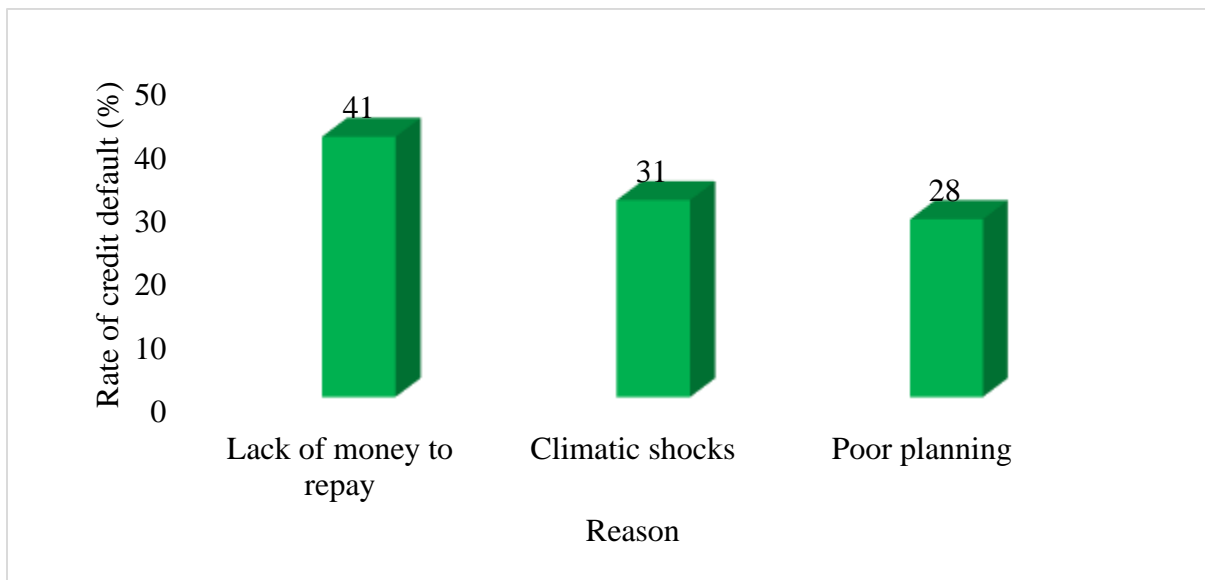 Rate of credit default (%)
50
40
30
20
10
0
41
31
28
Lack of money to
repay
Climatic shocks
Poor planning
Reason